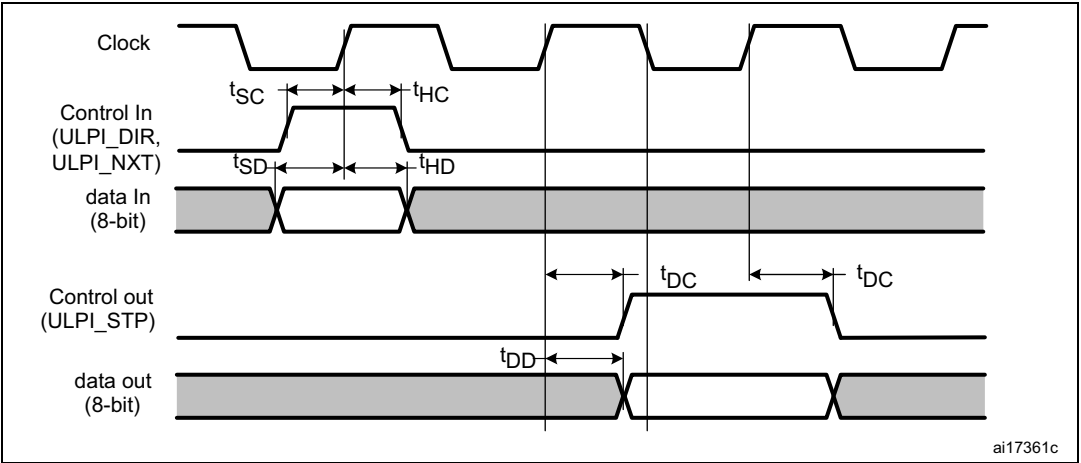 Clock
tSC
tHC
Control In
(ULPI_DIR,
ULPI_NXT)
tSD
tHD
data In
(8-bit)
tDC
tDC
Control out
(ULPI_STP)
tDD
data out
(8-bit)
ai17361c